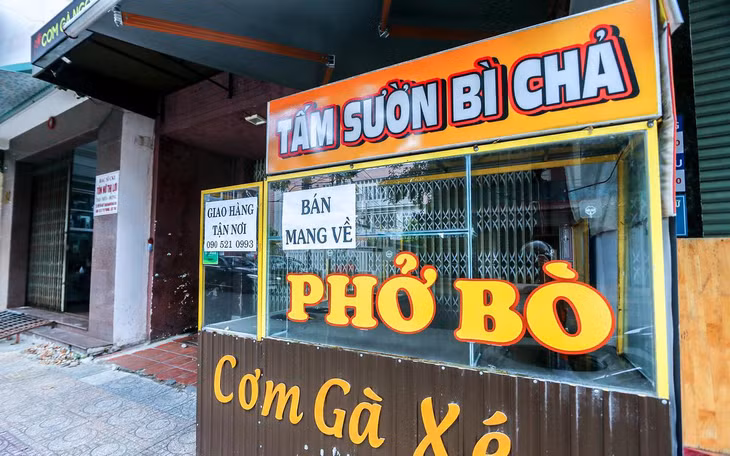 CƠM GÀ NGO
TẤM SƯỜN BÌ CHẢ
GIAO HÀNG
TẬN NƠI
090 521 0993
BÁN
MANG VỀ
PHỞ BÒ
Cơm Gà Xé